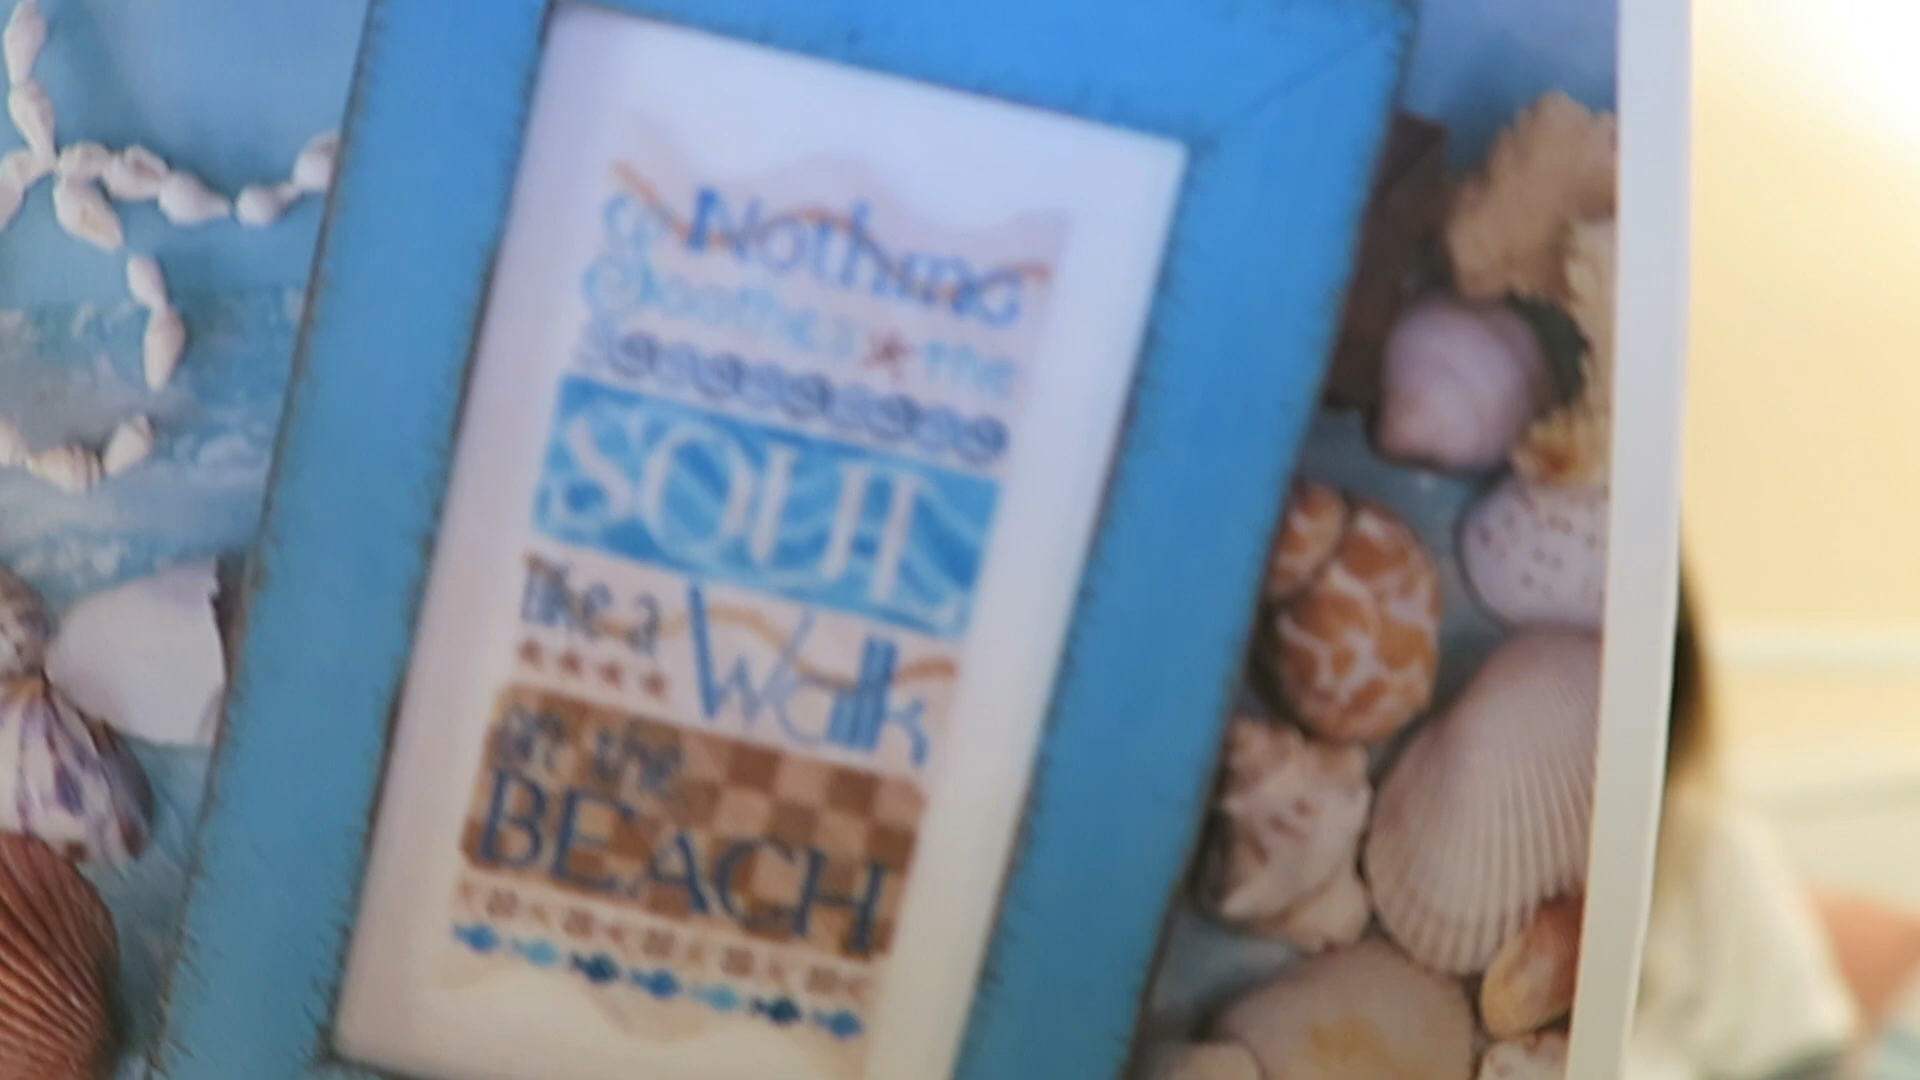 Nothing
Soothes the
SOUL
like a Walk
on the
BEACH